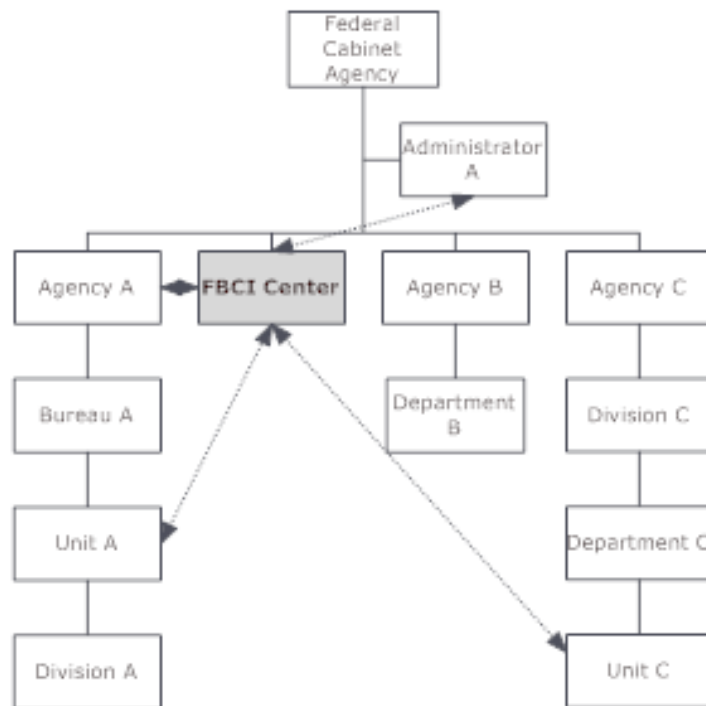 Federal
Cabinet
Agency
Administrator
A
Agency A
FBCI Center
Agency B
Agency C
Bureau A
Department
B
Division C
Unit A
Department C
Division A
Unit C